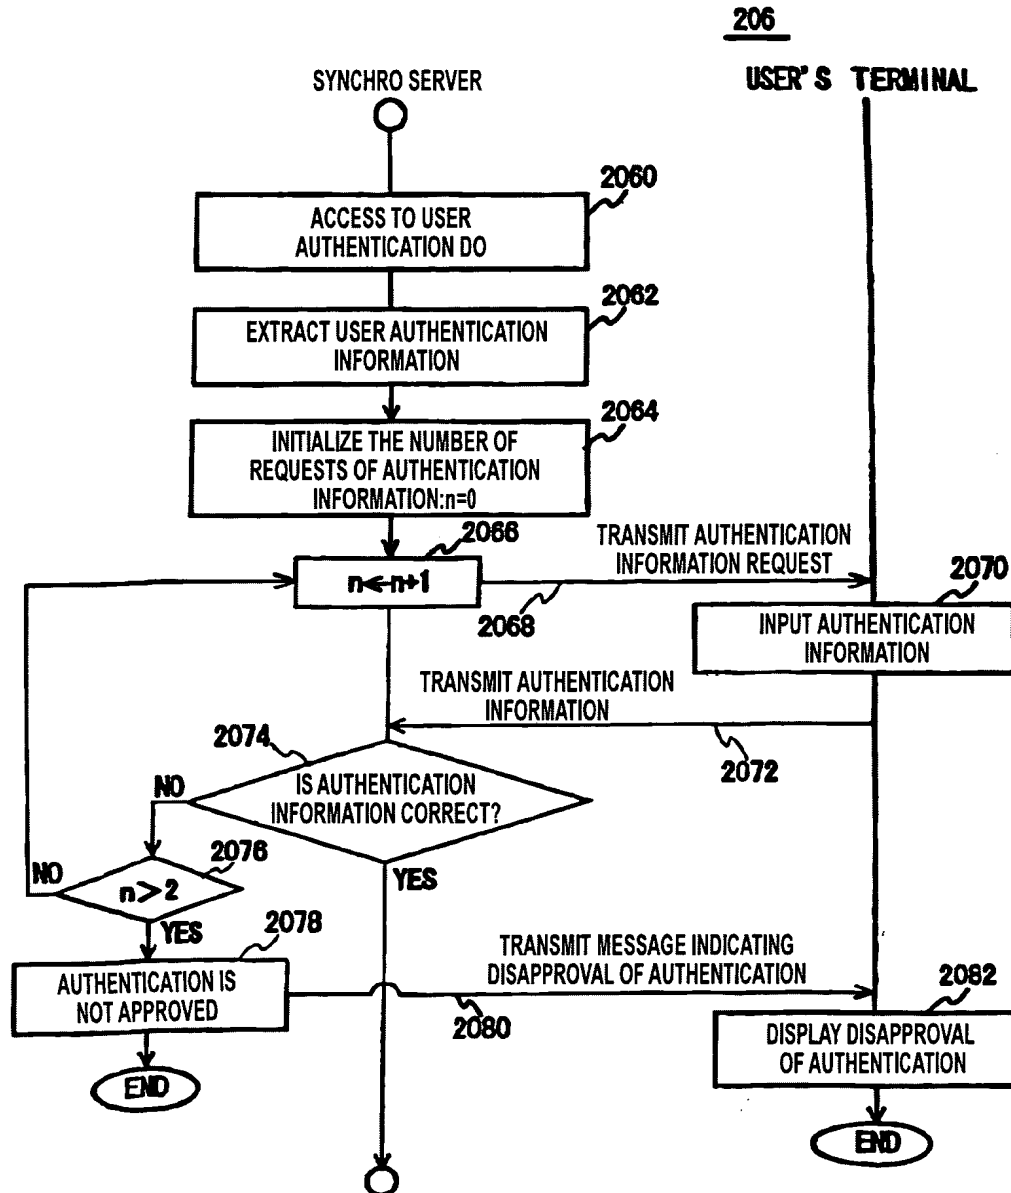 206
SYNCHRO SERVER
USER'S TERMINAL
2060
ACCESS TO USER
AUTHENTICATION DO
2062
EXTRACT USER AUTHENTICATION
INFORMATION
2064
INITIALIZE THE NUMBER OF
REQUESTS OF AUTHENTICATION
INFORMATION:n=0
2066
n←n+1
TRANSMIT AUTHENTICATION
INFORMATION REQUEST
2068
2070
INPUT AUTHENTICATION
INFORMATION
TRANSMIT AUTHENTICATION
INFORMATION
2072
2074
IS AUTHENTICATION
INFORMATION CORRECT?
NO
YES
2076
n>2
NO
YES
2078
AUTHENTICATION IS
NOT APPROVED
TRANSMIT MESSAGE INDICATING
DISAPPROVAL OF AUTHENTICATION
2080
2082
DISPLAY DISAPPROVAL
OF AUTHENTICATION
END
END